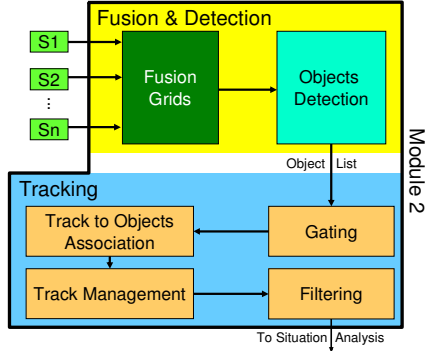 Fusion & Detection
S1
S2
...
Sn
Fusion
Grids
Objects
Detection
Module 2
Object List
Tracking
Track to Objects
Association
Gating
Track Management
Filtering
To Situation Analysis